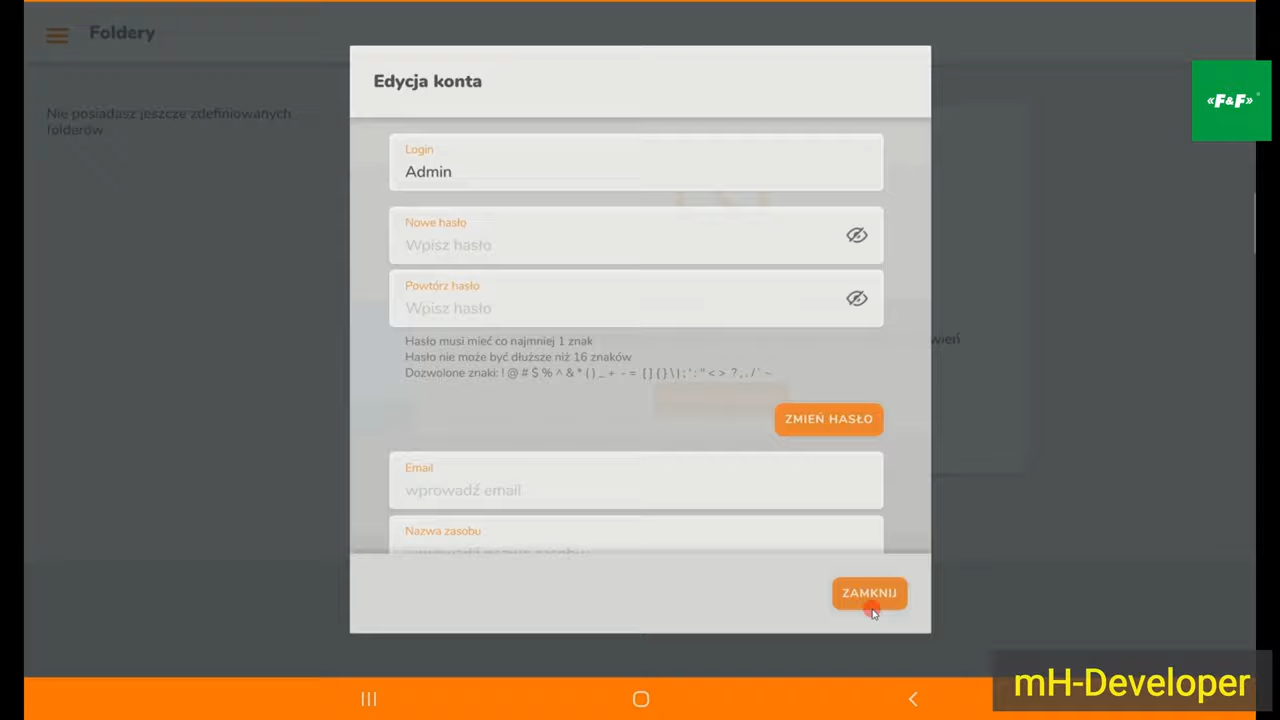 Foldery
«F&F»®
Edycja konta
Nie posiadasz jeszcze zdefiniowanych
folderów
Login
Admin
Nowe hasło
Wpisz hasło
Powtórz hasło
Wpisz hasło
Hasło musi mieć co najmniej 1 znak
Hasło nie może być dłuższe niż 16 znaków
Dozwolone znaki: ! @ # $ % ^ & * ( ) _ + - = [ ] { } \ | ; ' : " < > ? , . / ` ~
ZMIEŃ HASŁO
Email
wprowadź email
Nazwa zasobu
ZAMKNIJ
mH-Developer